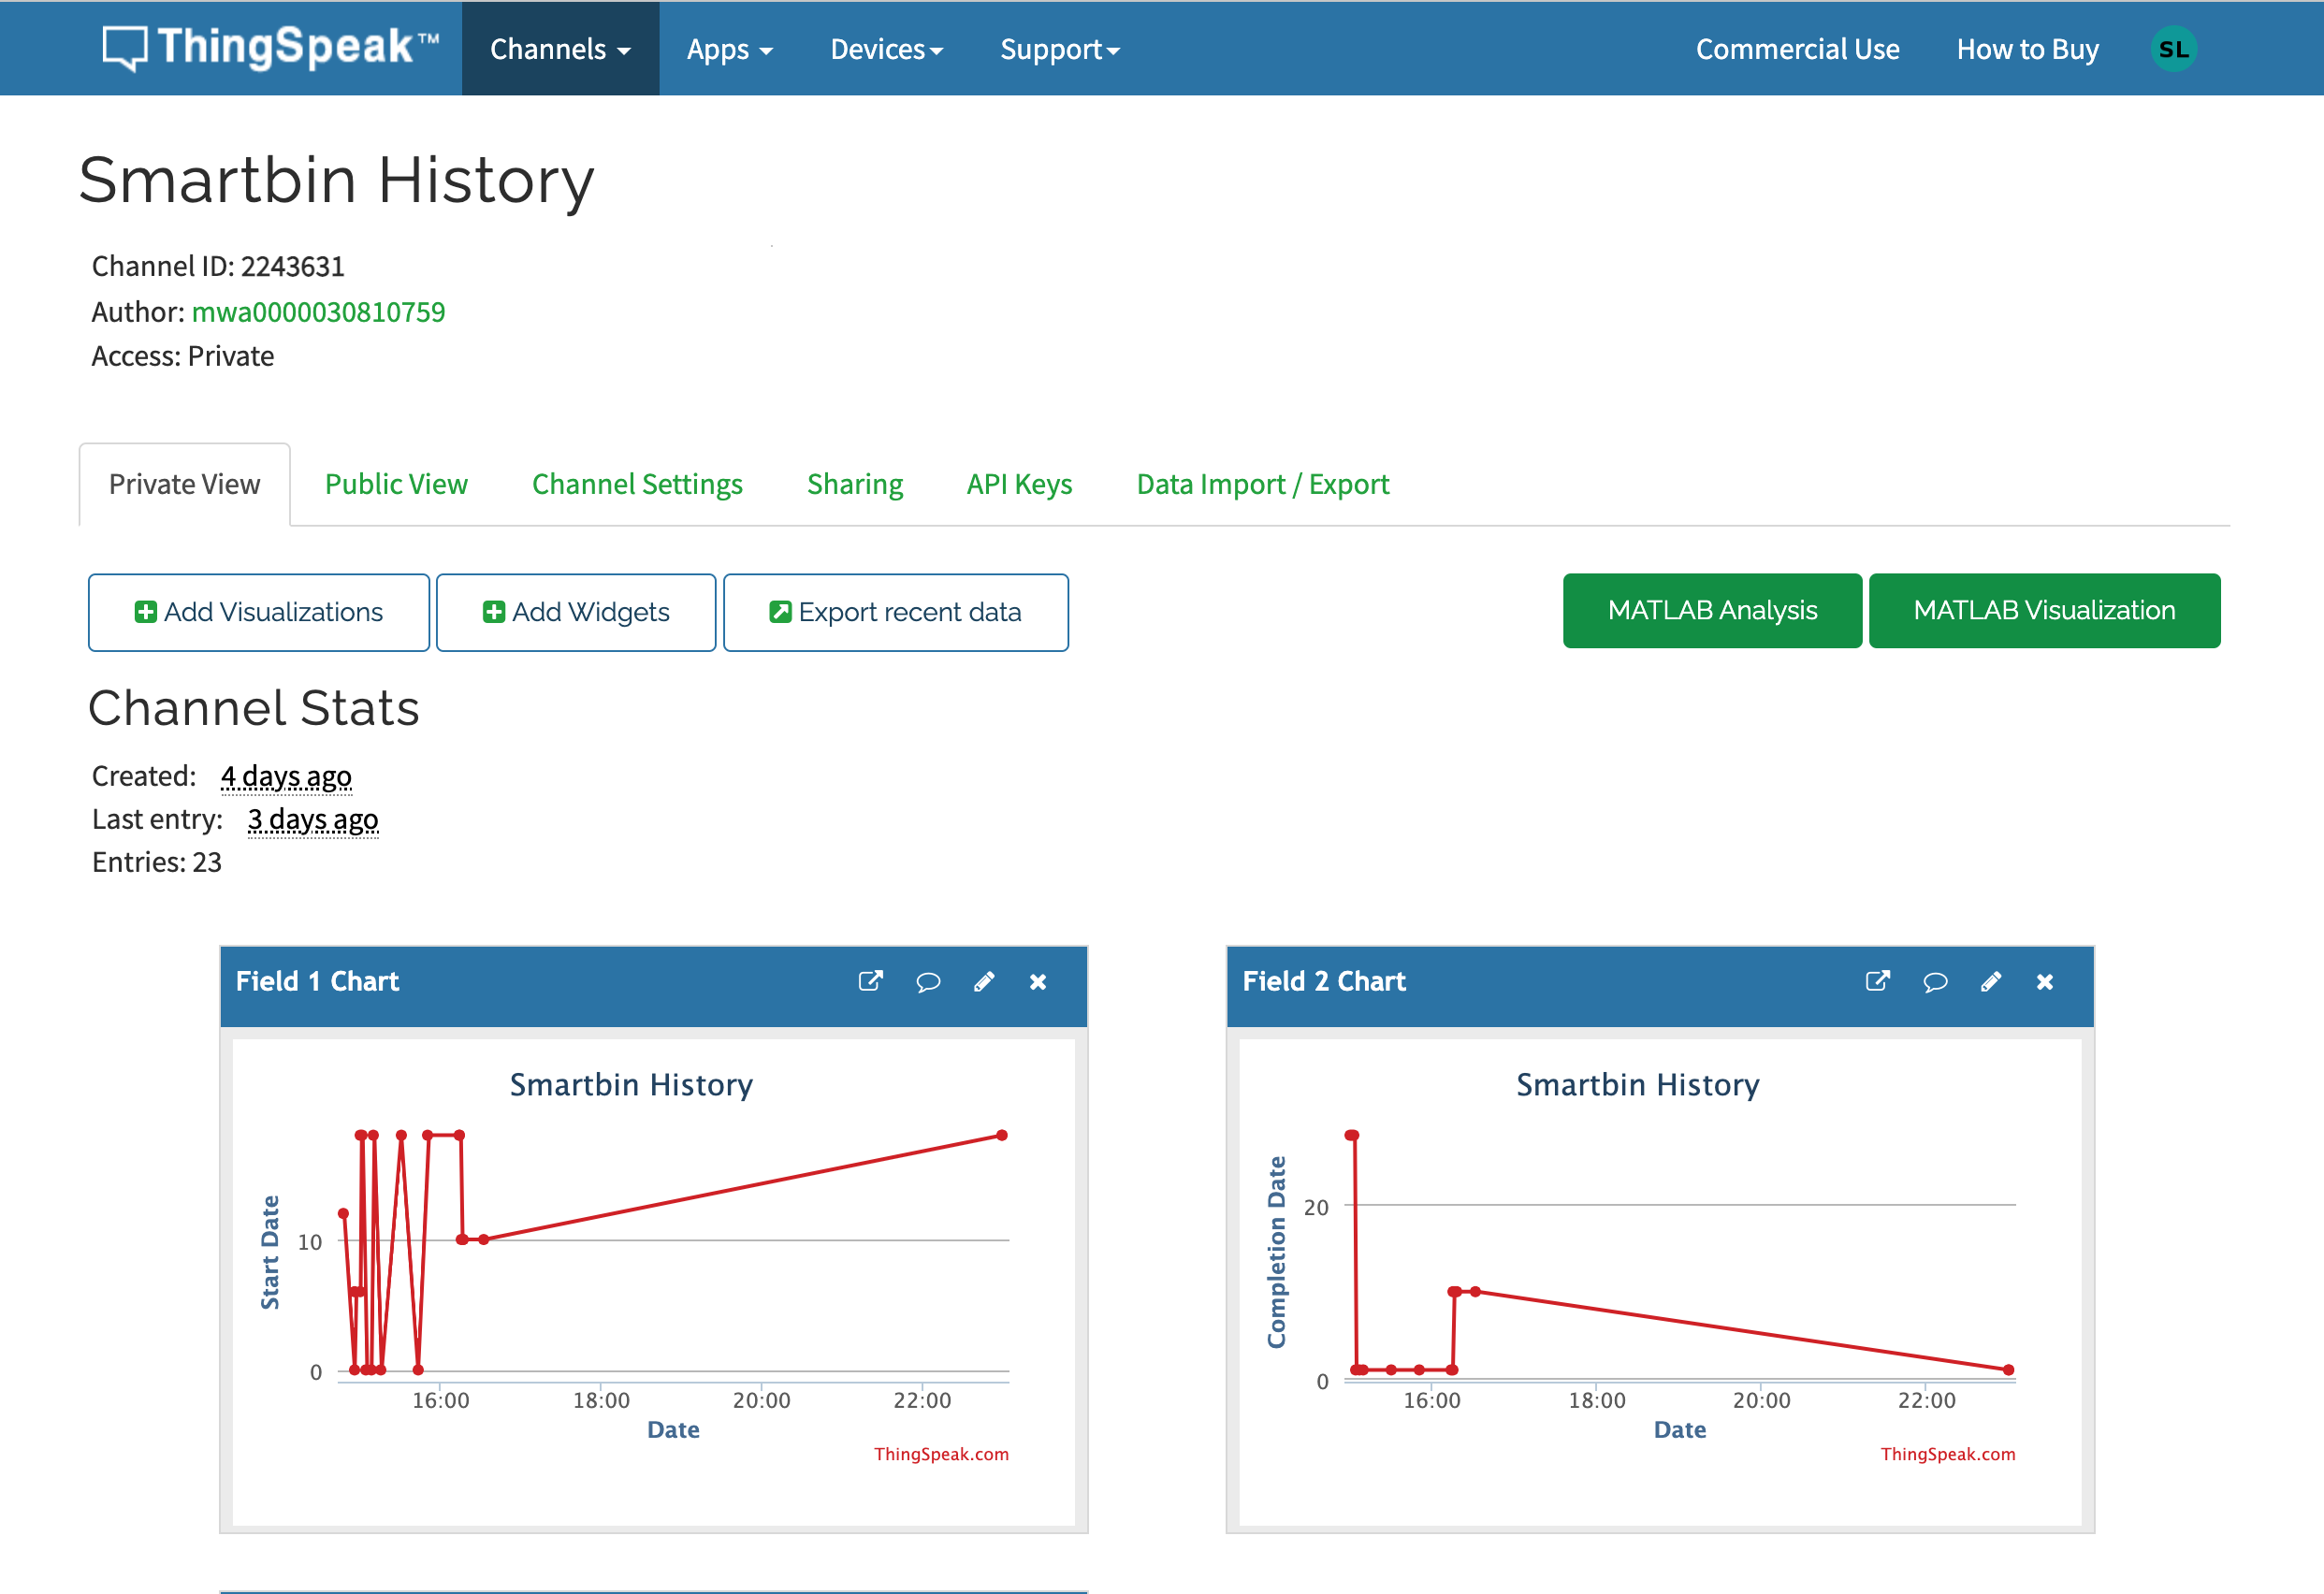 ThingSpeak™ Channels Apps Devices Support Commercial Use How to Buy SL
Smartbin History
Channel ID: 2243631
Author: mwa0000030810759
Access: Private
Private View Public View Channel Settings Sharing API Keys Data Import / Export
Add Visualizations Add Widgets Export recent data MATLAB Analysis MATLAB Visualization
Channel Stats
Created: 4 days ago
Last entry: 3 days ago
Entries: 23
Field 1 Chart
Smartbin History
Start Date
10
0
16:00 18:00 20:00 22:00
Date
ThingSpeak.com
Field 2 Chart
Smartbin History
Completion Date
20
0
16:00 18:00 20:00 22:00
Date
ThingSpeak.com